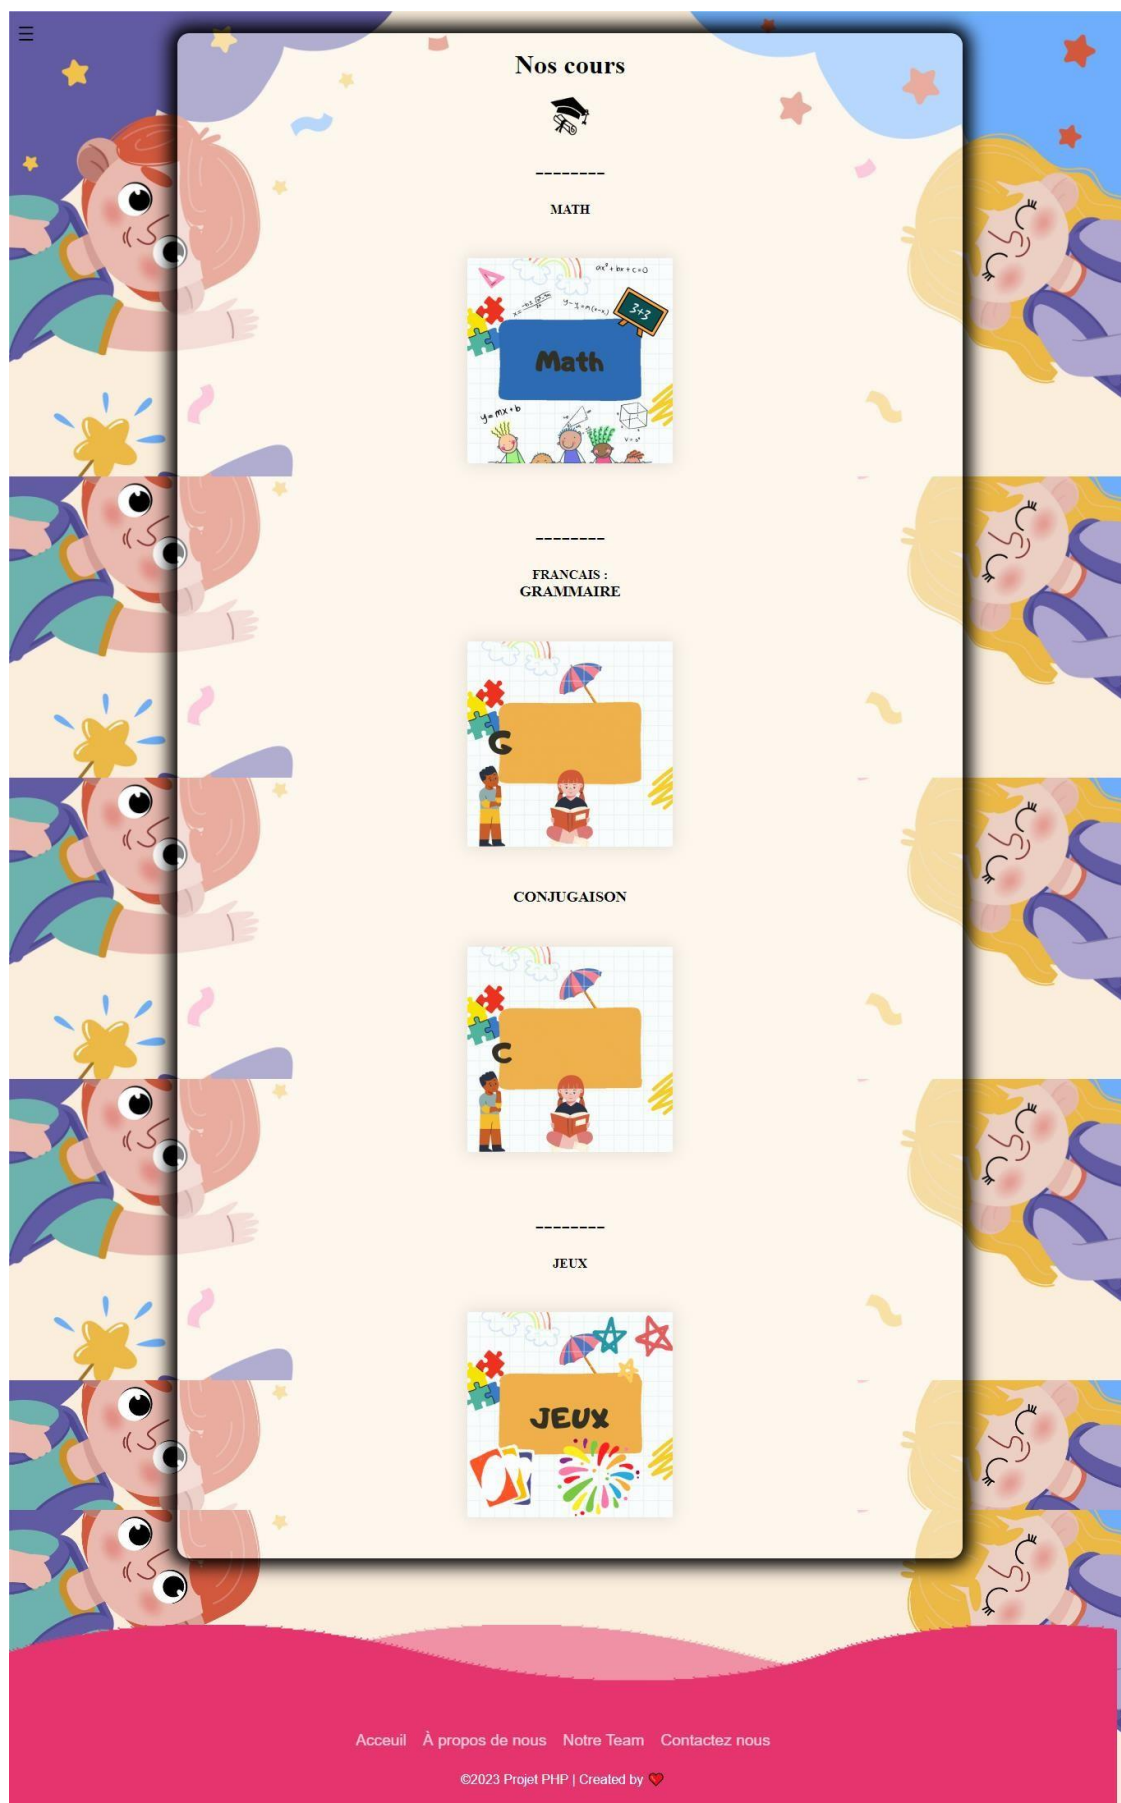 Nos cours
--------
MATH
ax²+bx+c=0
3+3
Math
y=mx+b
--------
FRANCAIS :
GRAMMAIRE
G
CONJUGAISON
C
--------
JEUX
JEUX
Acceuil À propos de nous Notre Team Contactez nous
©2023 Projet PHP | Created by